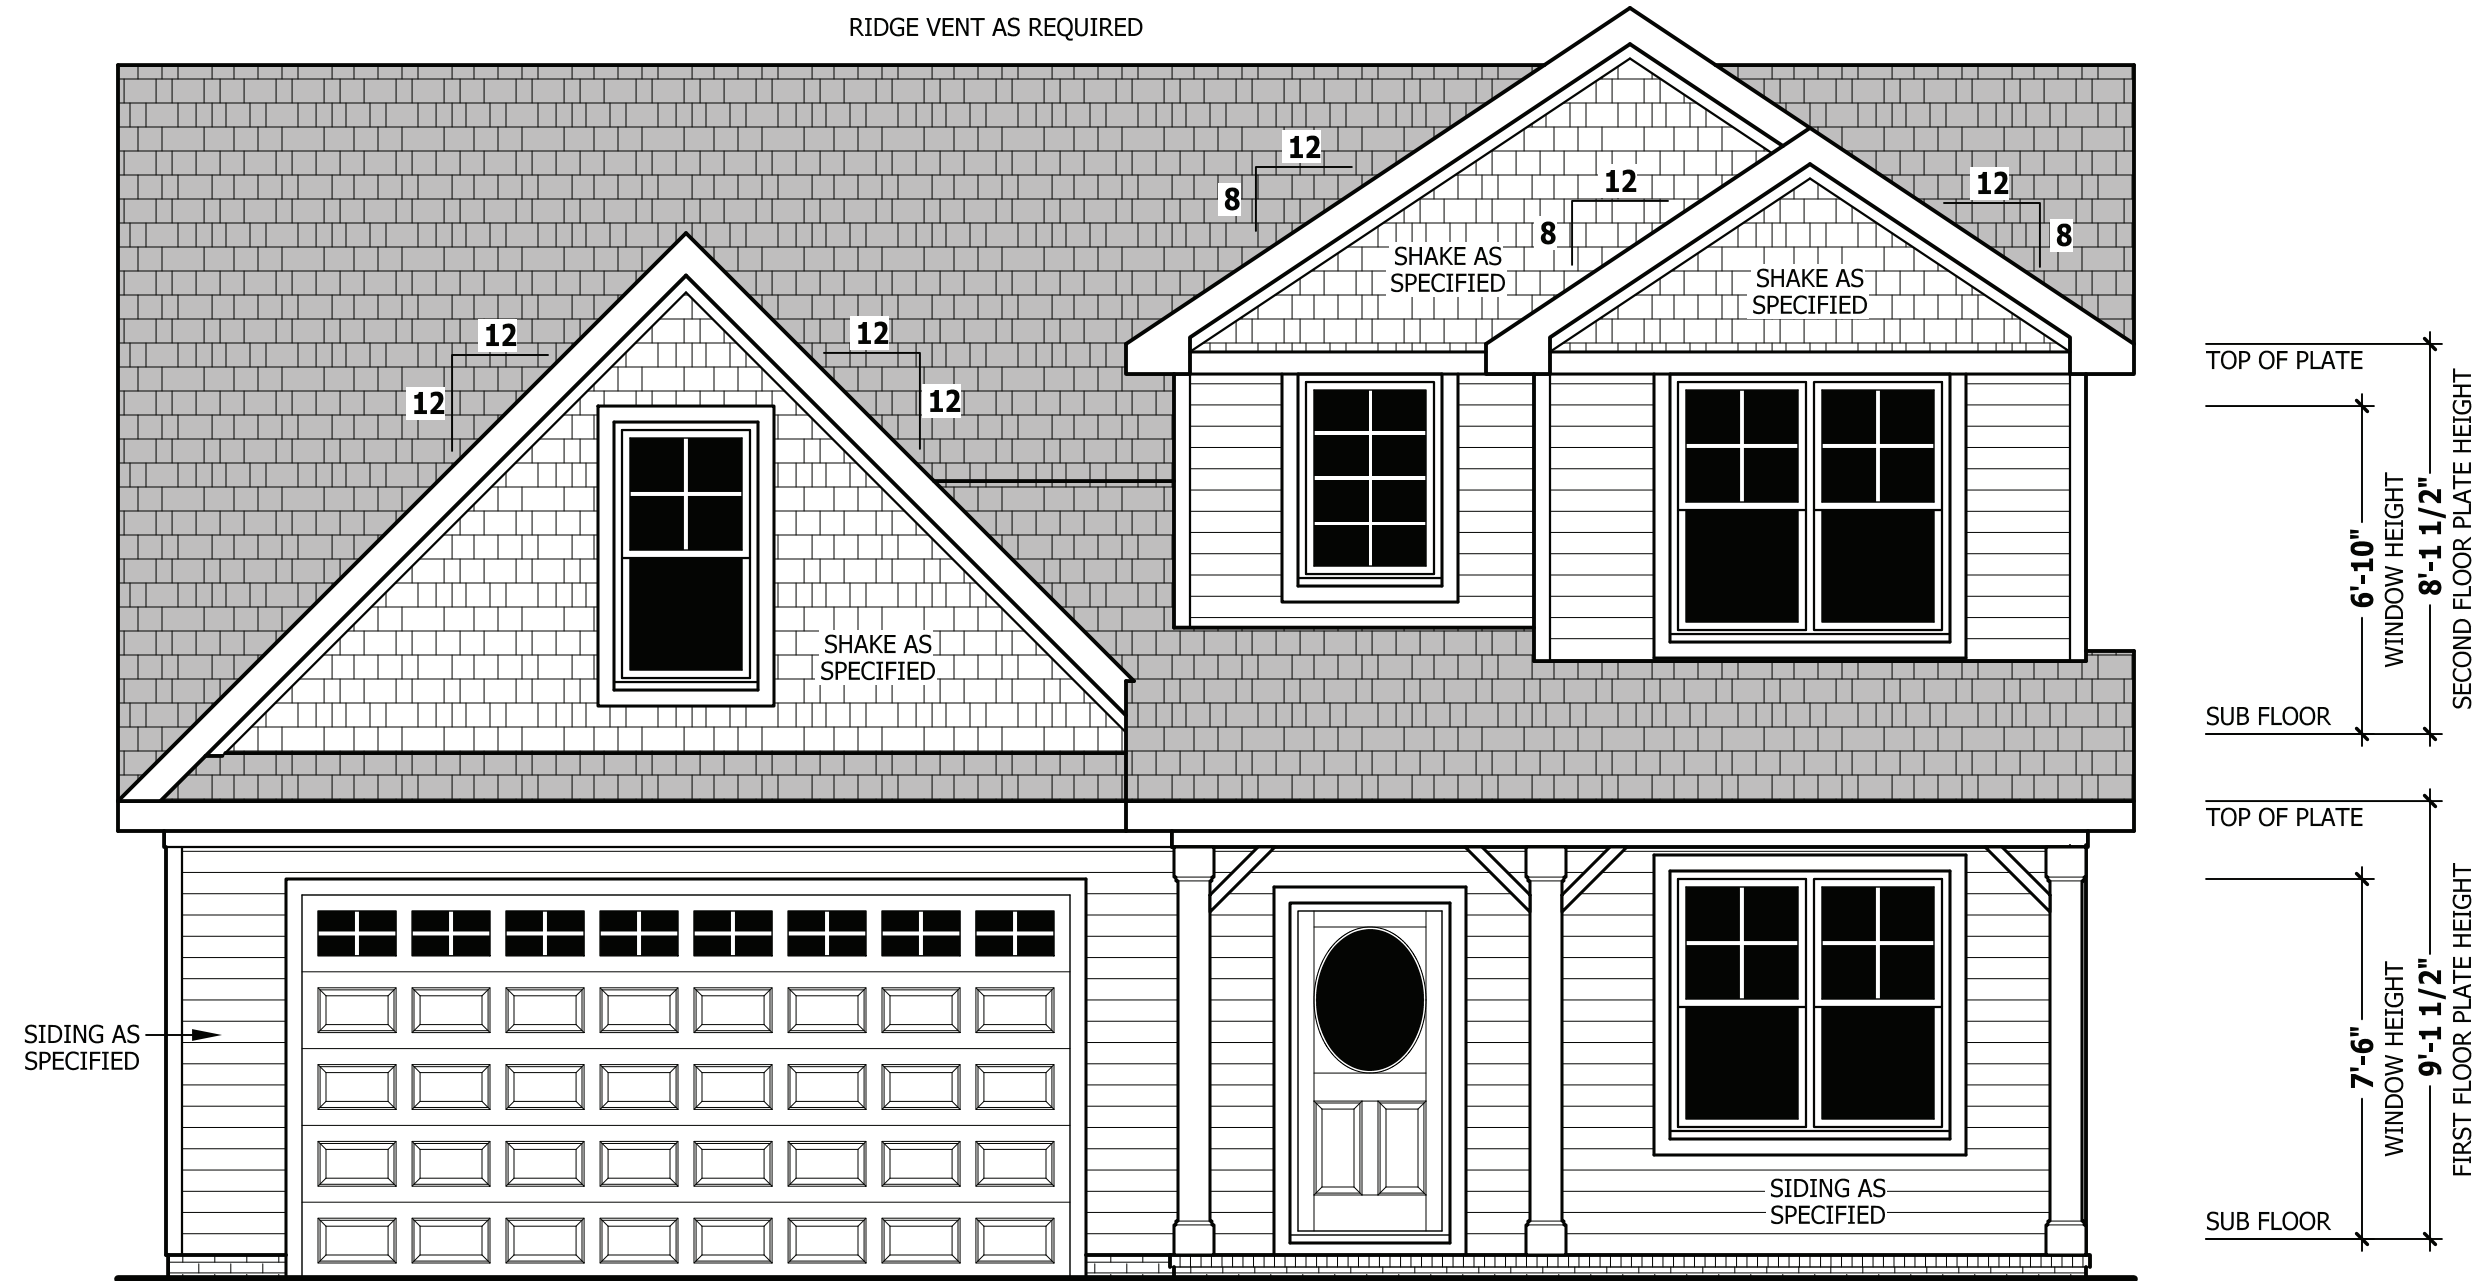 RIDGE VENT AS REQUIRED
12
8
12
8
12
8
SHAKE AS
SPECIFIED
SHAKE AS
SPECIFIED
12
12
12
12
SHAKE AS
SPECIFIED
TOP OF PLATE
6'-10"
WINDOW HEIGHT
8'-1 1/2"
SECOND FLOOR PLATE HEIGHT
SUB FLOOR
TOP OF PLATE
7'-6"
WINDOW HEIGHT
9'-1 1/2"
FIRST FLOOR PLATE HEIGHT
SUB FLOOR
SIDING AS
SPECIFIED
SIDING AS
SPECIFIED